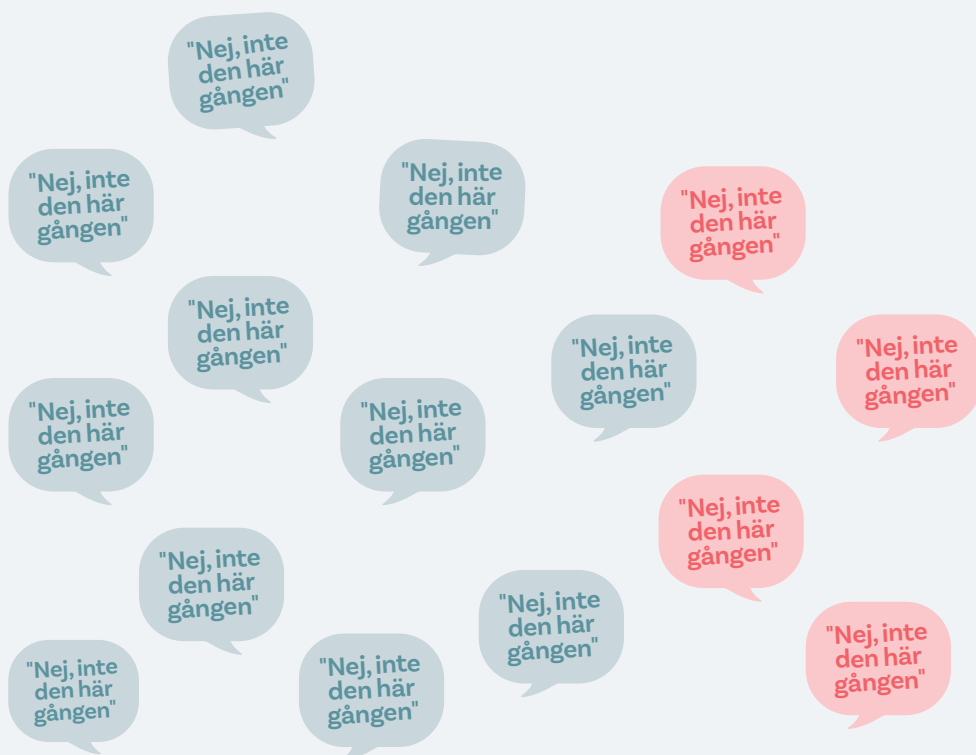 "Nej, inte
den här
gången"
"Nej, inte
den här
gången"
"Nej, inte
den här
gången"
"Nej, inte
den här
gången"
"Nej, inte
den här
gången"
"Nej, inte
den här
gången"
"Nej, inte
den här
gången"
"Nej, inte
den här
gången"
"Nej, inte
den här
gången"
"Nej, inte
den här
gången"
"Nej, inte
den här
gången"
"Nej, inte
den här
gången"
"Nej, inte
den här
gången"
"Nej, inte
den här
gången"
"Nej, inte
den här
gången"